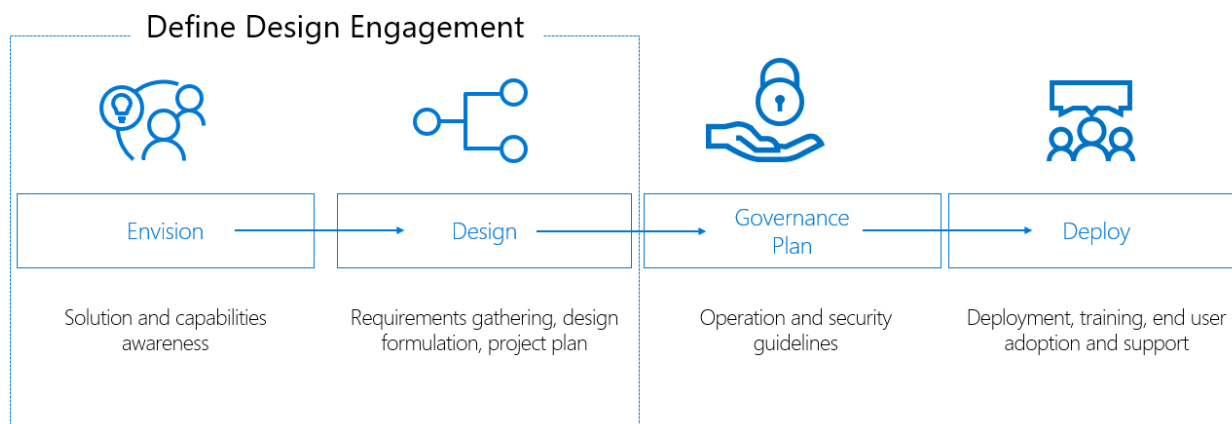 Define Design Engagement
Envision
Design
Governance
Plan
Deploy
Solution and capabilities
awareness
Requirements gathering, design
formulation, project plan
Operation and security
guidelines
Deployment, training, end user
adoption and support